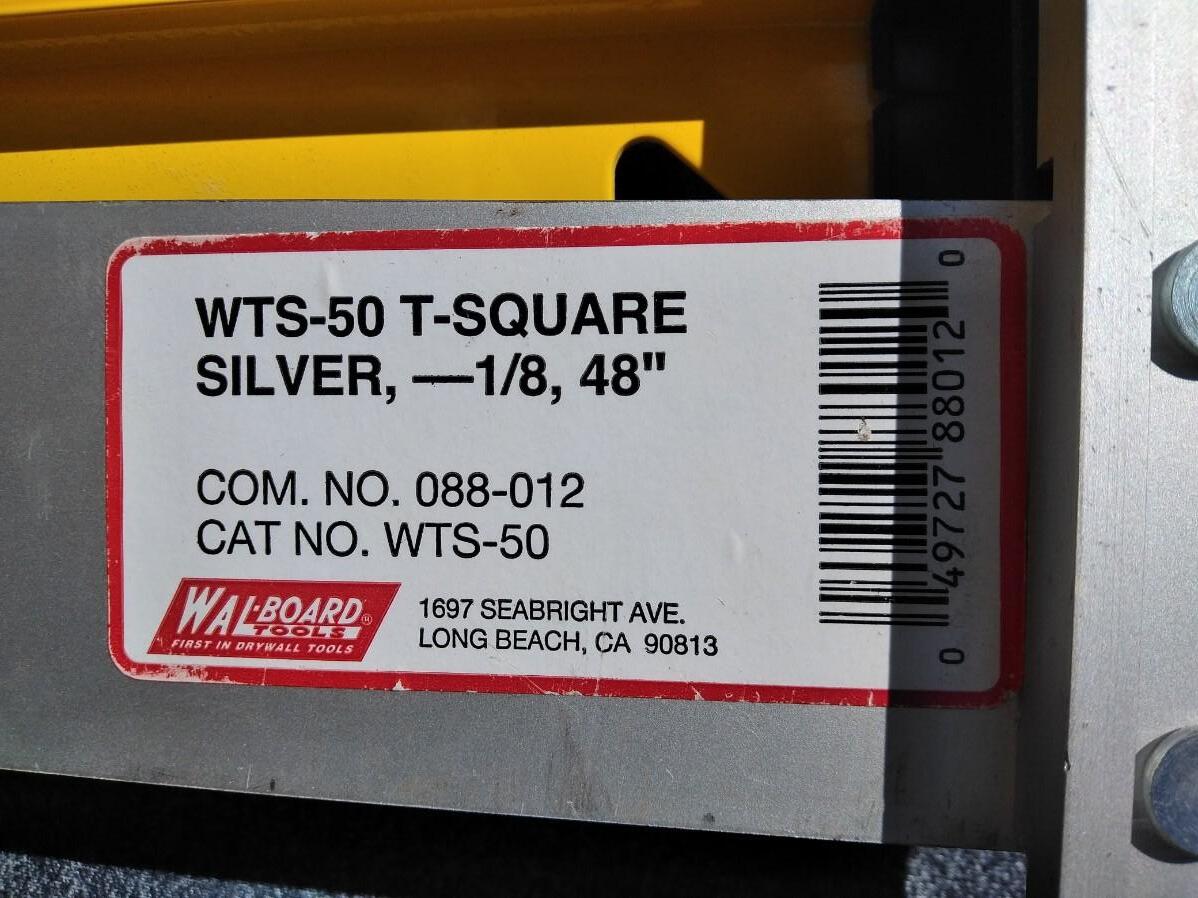 WTS-50 T-SQUARE
SILVER, —1/8, 48"
COM. NO. 088-012
CAT NO. WTS-50
WAL-BOARD®
TOOLS
FIRST IN DRYWALL TOOLS
1697 SEABRIGHT AVE.
LONG BEACH, CA 90813
0 49727 88012 0